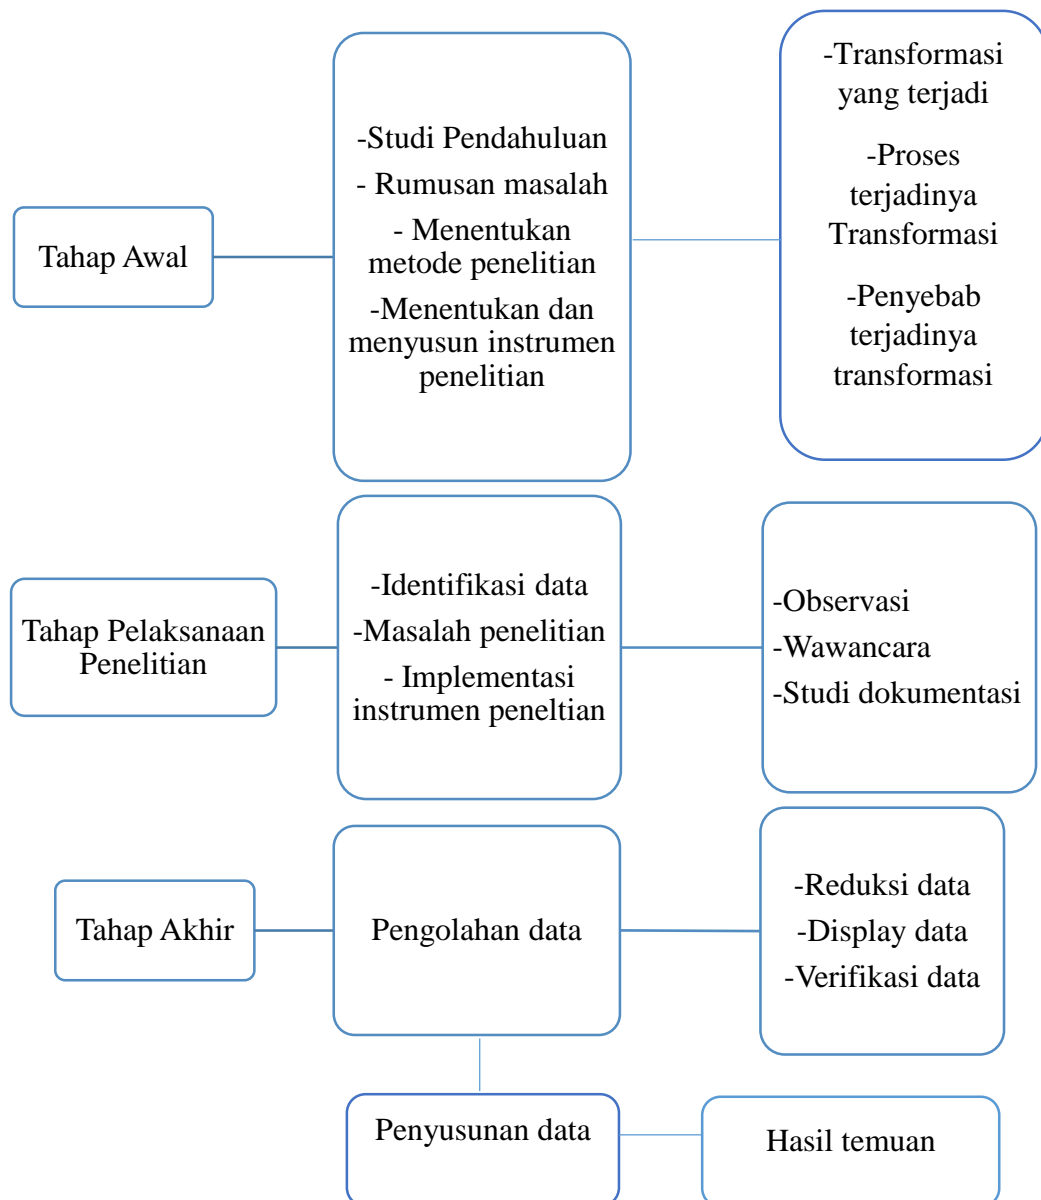 Tahap Awal
-Studi Pendahuluan
- Rumusan masalah
- Menentukan
metode penelitian
-Menentukan dan
menyusun instrumen
penelitian
-Transformasi
yang terjadi
-Proses
terjadinya
Transformasi
-Penyebab
terjadinya
transformasi
Tahap Pelaksanaan
Penelitian
-Identifikasi data
-Masalah penelitian
- Implementasi
instrumen peneltian
-Observasi
-Wawancara
-Studi dokumentasi
Tahap Akhir
Pengolahan data
-Reduksi data
-Display data
-Verifikasi data
Penyusunan data
Hasil temuan